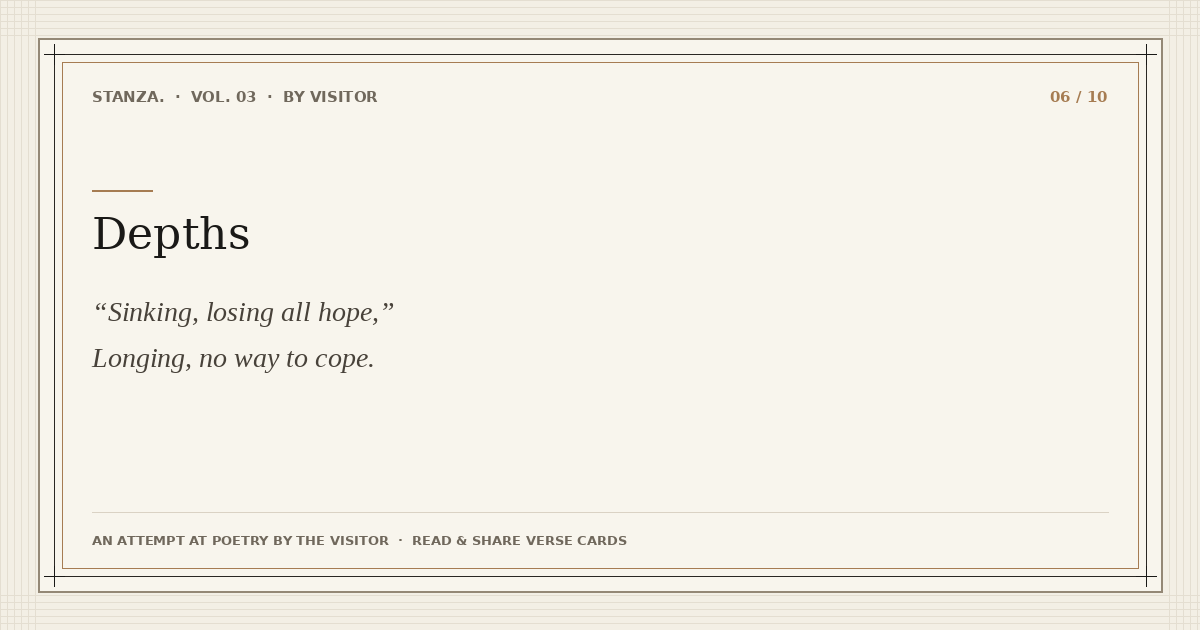 STANZA. · VOL. 03 · BY VISITOR
06 / 10
Depths
“Sinking, losing all hope,”
Longing, no way to cope.
AN ATTEMPT AT POETRY BY THE VISITOR · READ & SHARE VERSE CARDS